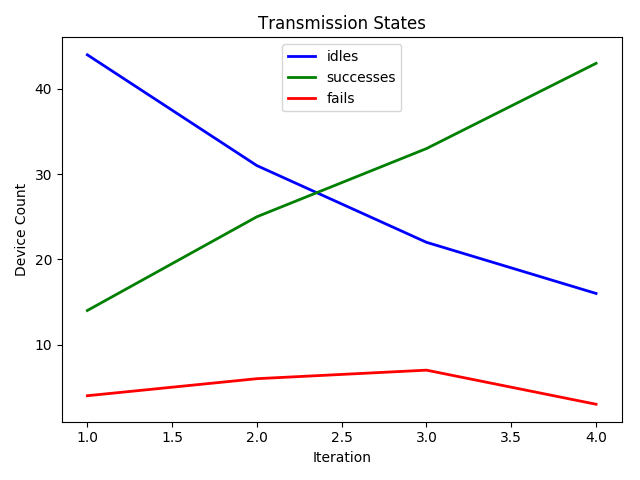 Transmission States
idles
successes
fails
Device Count
40
30
20
10
1.0 1.5 2.0 2.5 3.0 3.5 4.0
Iteration